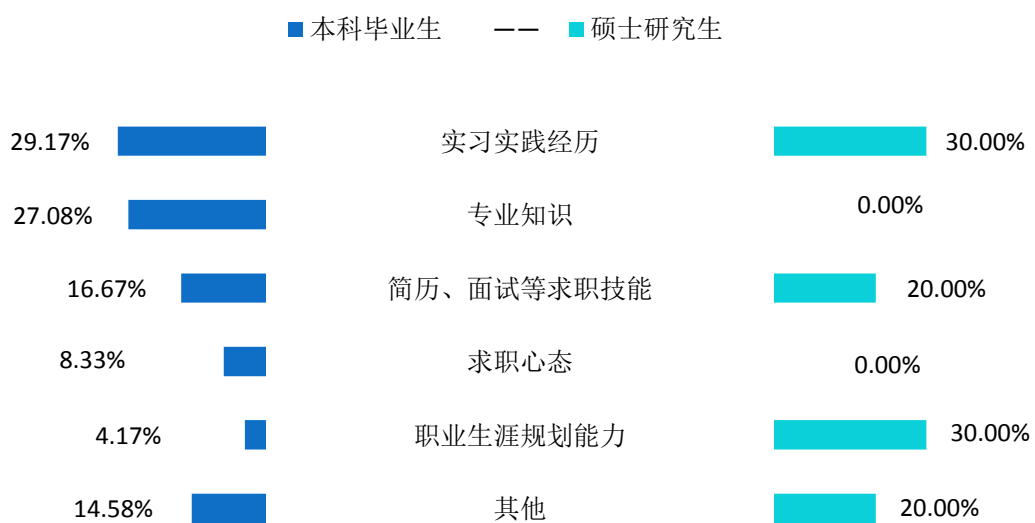 本科毕业生 —— 硕士研究生
29.17% 实习实践经历 30.00%
27.08% 专业知识 0.00%
16.67% 简历、面试等求职技能 20.00%
8.33% 求职心态 0.00%
4.17% 职业生涯规划能力 30.00%
14.58% 其他 20.00%